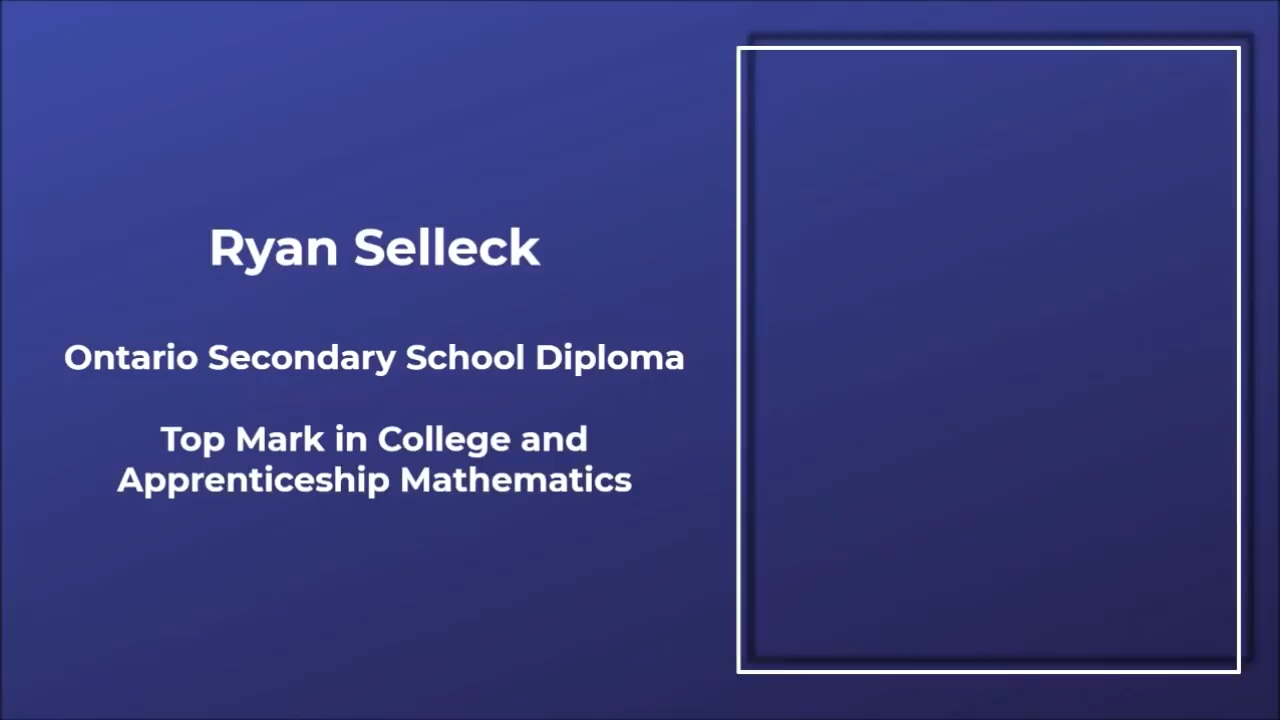 Ryan Selleck
Ontario Secondary School Diploma
Top Mark in College and
Apprenticeship Mathematics